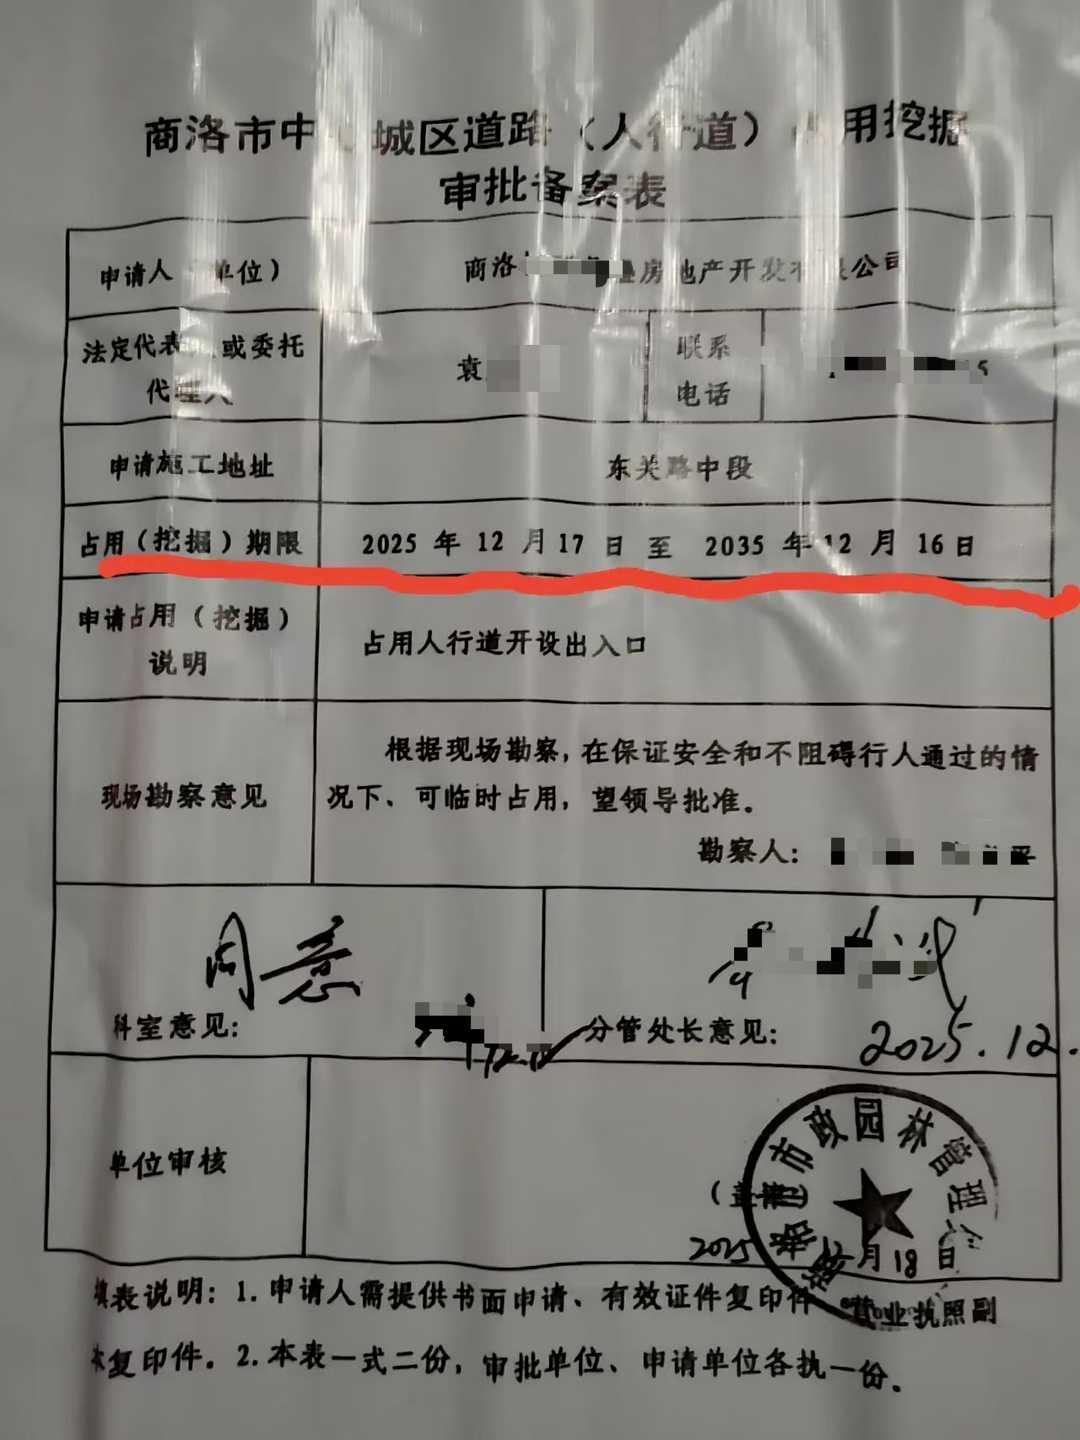 商洛市中 城区道路（人行道）占用挖掘
审批备案表
申请人（单位）
商洛 房地产开发有限公司
法定代表 或委托
代理人
袁
联系
电话
5
申请施工地址
东关路中段
占用（挖掘）期限
2025 年 12 月 17 日 至 2035 年 12 月 16 日
申请占用（挖掘）
说明
占用人行道开设出入口
现场勘察意见
根据现场勘察，在保证安全和不阻碍行人通过的情
况下、可临时占用，望领导批准。
勘察人： 平
同意
科室意见：
分管处长意见：
2025.12.
单位审核
（盖章）
市政园林管理
2025 年 12 月 18 日
填表说明：1.申请人需提供书面申请、有效证件复印件 营业执照副
本复印件。2.本表一式二份，审批单位、申请单位各执一份。